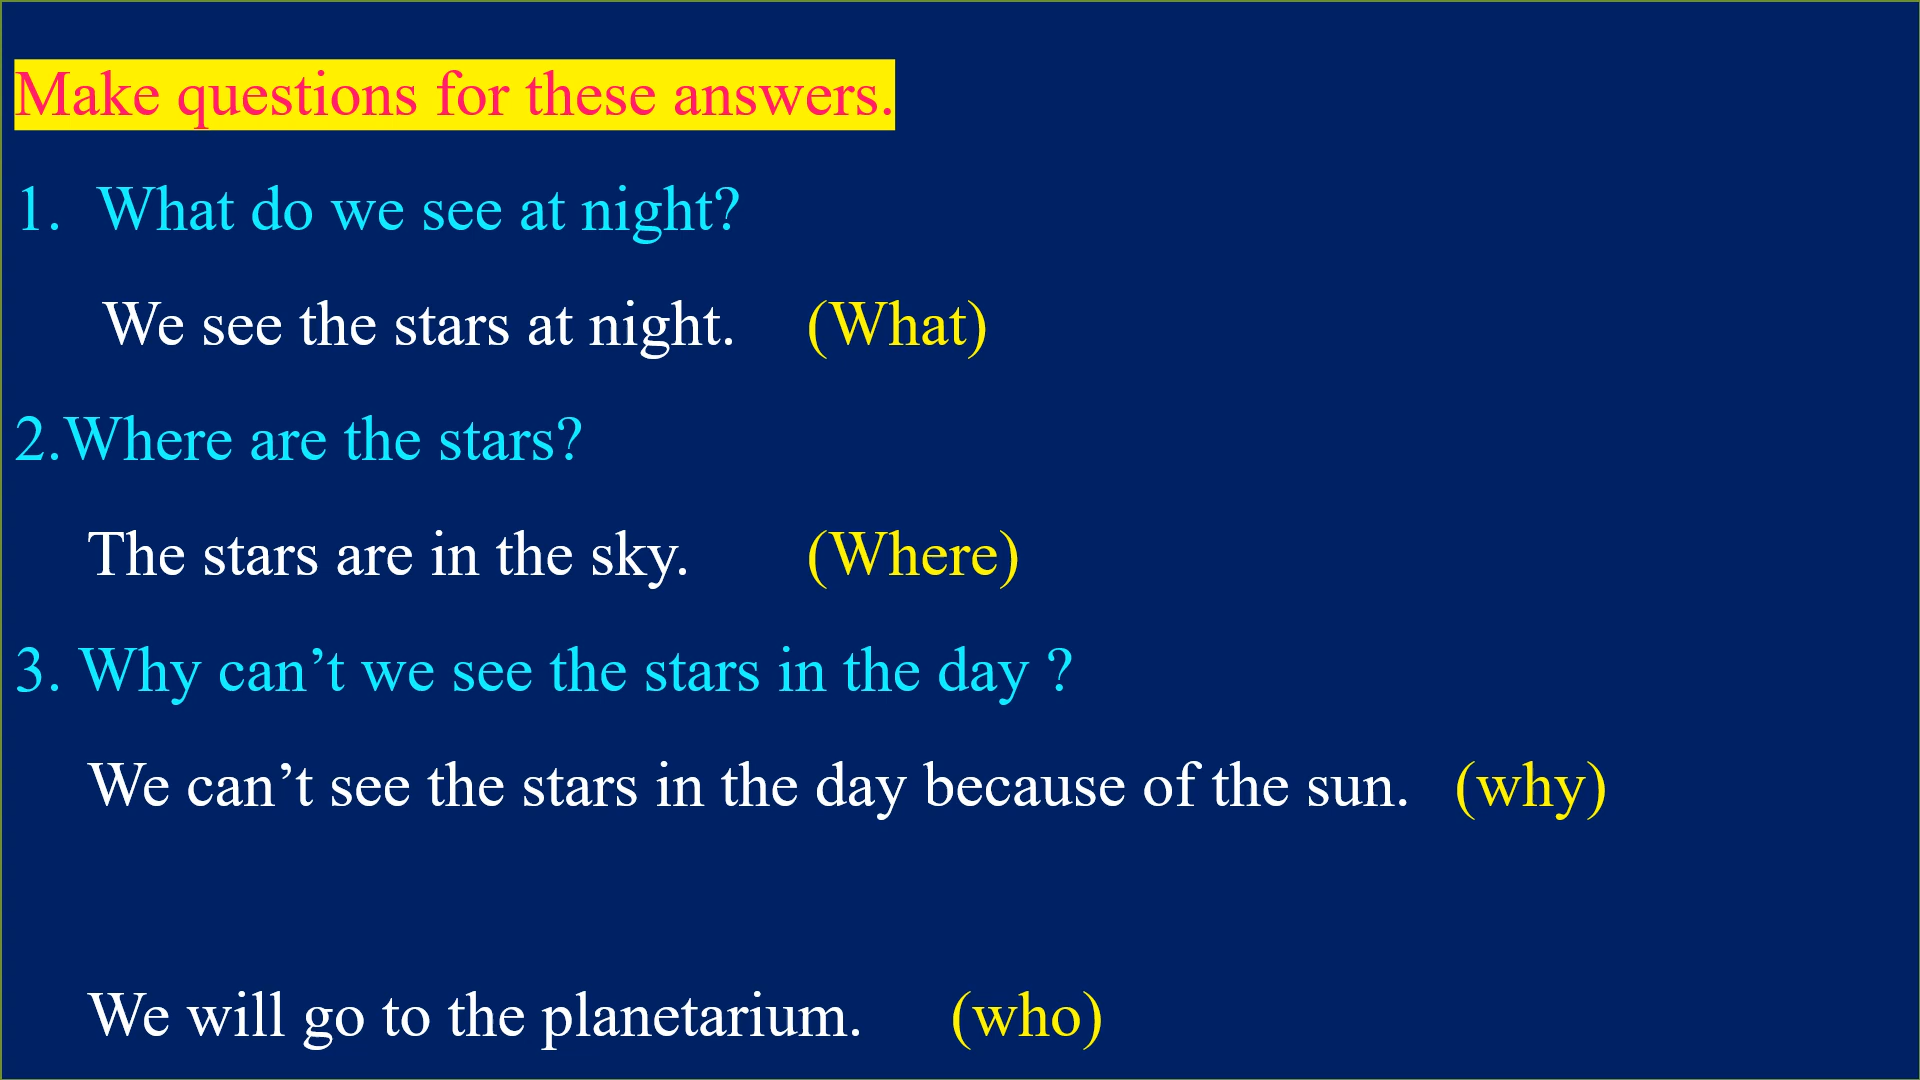 Make questions for these answers.
1. What do we see at night?
We see the stars at night. (What)
2.Where are the stars?
The stars are in the sky. (Where)
3. Why can’t we see the stars in the day ?
We can’t see the stars in the day because of the sun. (why)
We will go to the planetarium. (who)